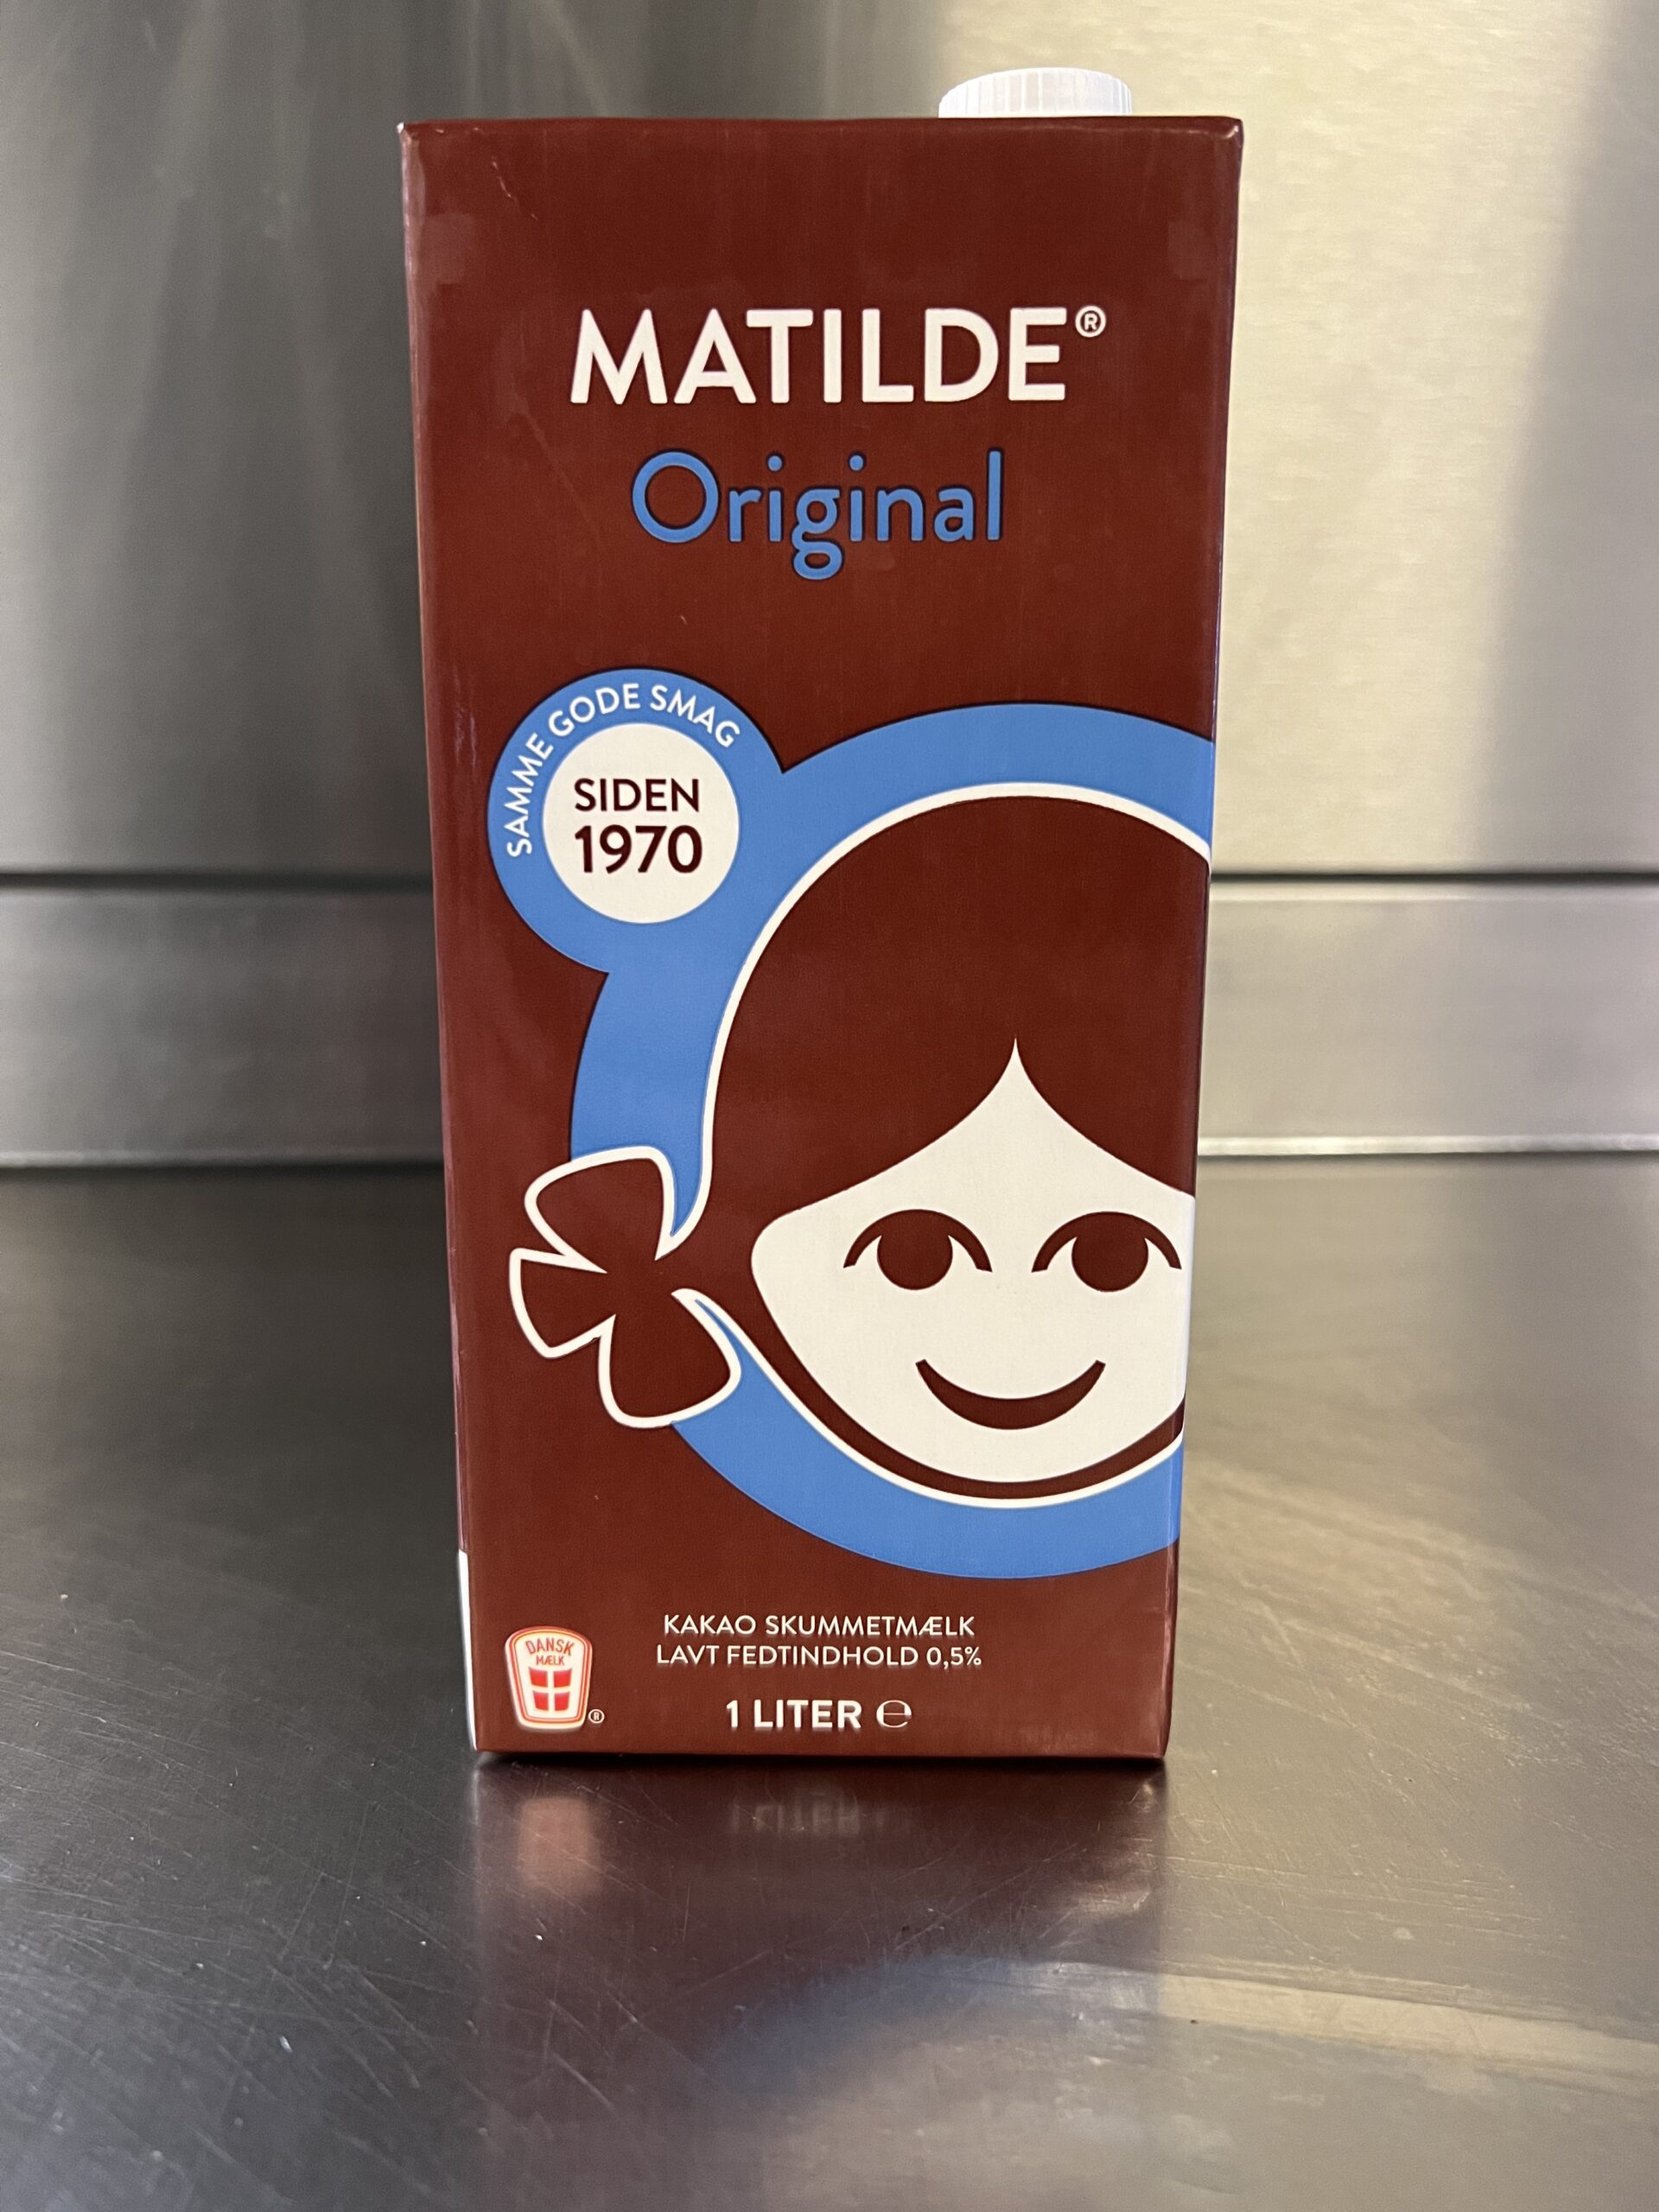 MATILDE®
Original
SAMME GODE SMAG
SIDEN
1970
KAKAO SKUMMETMÆLK
LAVT FEDTINDHOLD 0,5%
1 LITER ℮
DANSK
MÆLK
®